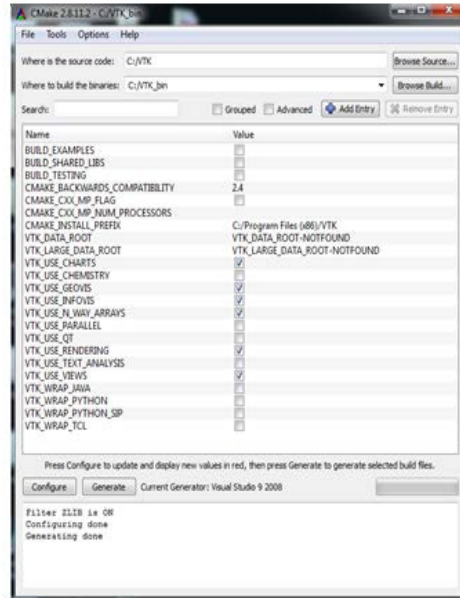 CMake 2.8.11.2 - C:/VTK_bin
File Tools Options Help
Where is the source code: C:/VTK Browse Source...
Where to build the binaries: C:/VTK_bin Browse Build...
Search: Grouped Advanced Add Entry Remove Entry
Name Value
BUILD_EXAMPLES
BUILD_SHARED_LIBS
BUILD_TESTING
CMAKE_BACKWARDS_COMPATIBILITY 2.4
CMAKE_CXX_MP_FLAG
CMAKE_CXX_MP_NUM_PROCESSORS
CMAKE_INSTALL_PREFIX C:/Program Files (x86)/VTK
VTK_DATA_ROOT VTK_DATA_ROOT-NOTFOUND
VTK_LARGE_DATA_ROOT VTK_LARGE_DATA_ROOT-NOTFOUND
VTK_USE_CHARTS
VTK_USE_CHEMISTRY
VTK_USE_GEOVIS
VTK_USE_INFOVIS
VTK_USE_N_WAY_ARRAYS
VTK_USE_PARALLEL
VTK_USE_QT
VTK_USE_RENDERING
VTK_USE_TEXT_ANALYSIS
VTK_USE_VIEWS
VTK_WRAP_JAVA
VTK_WRAP_PYTHON
VTK_WRAP_PYTHON_SIP
VTK_WRAP_TCL
Press Configure to update and display new values in red, then press Generate to generate selected build files.
Configure Generate Current Generator: Visual Studio 9 2008
Filter ZLIB is ON
Configuring done
Generating done